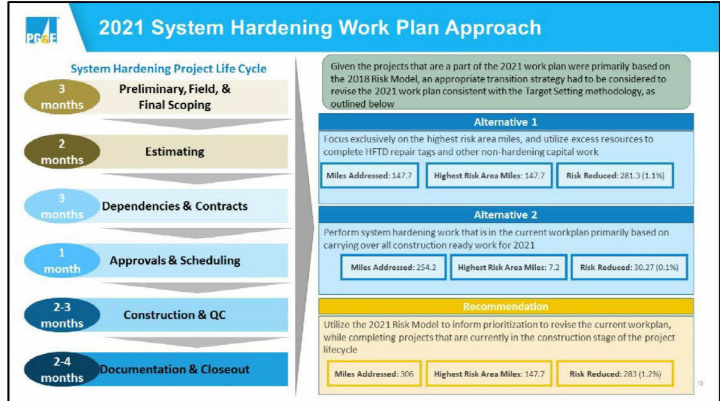 PG&E
2021 System Hardening Work Plan Approach
System Hardening Project Life Cycle
3
months
Preliminary, Field, &
Final Scoping
2
months
Estimating
3
months
Dependencies & Contracts
1
month
Approvals & Scheduling
2-3
months
Construction & QC
2-4
months
Documentation & Closeout
Given the projects that are a part of the 2021 work plan were primarily based on
the 2018 Risk Model, an appropriate transition strategy had to be considered to
revise the 2021 work plan consistent with the Target Setting methodology, as
outlined below
Alternative 1
Focus exclusively on the highest risk area miles, and utilize excess resources to
complete HFTD repair tags and other non-hardening capital work
Miles Addressed: 147.7
Highest Risk Area Miles: 147.7
Risk Reduced: 281.3 (1.1%)
Alternative 2
Perform system hardening work that is in the current workplan primarily based on
carrying over all construction ready work for 2021
Miles Addressed: 254.2
Highest Risk Area Miles: 7.2
Risk Reduced: 30.27 (0.1%)
Recommendation
Utilize the 2021 Risk Model to inform prioritization to revise the current workplan,
while completing projects that are currently in the construction stage of the project
lifecycle
Miles Addressed: 306
Highest Risk Area Miles: 147.7
Risk Reduced: 283 (1.2%)